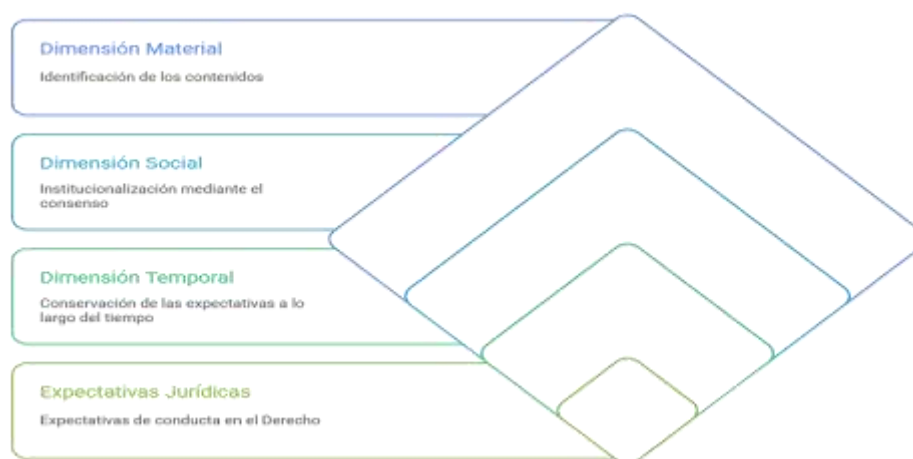 Dimensión Material
Identificación de los contenidos
Dimensión Social
Institucionalización mediante el
consenso
Dimensión Temporal
Conservación de las expectativas a lo
largo del tiempo
Expectativas Jurídicas
Expectativas de conducta en el Derecho